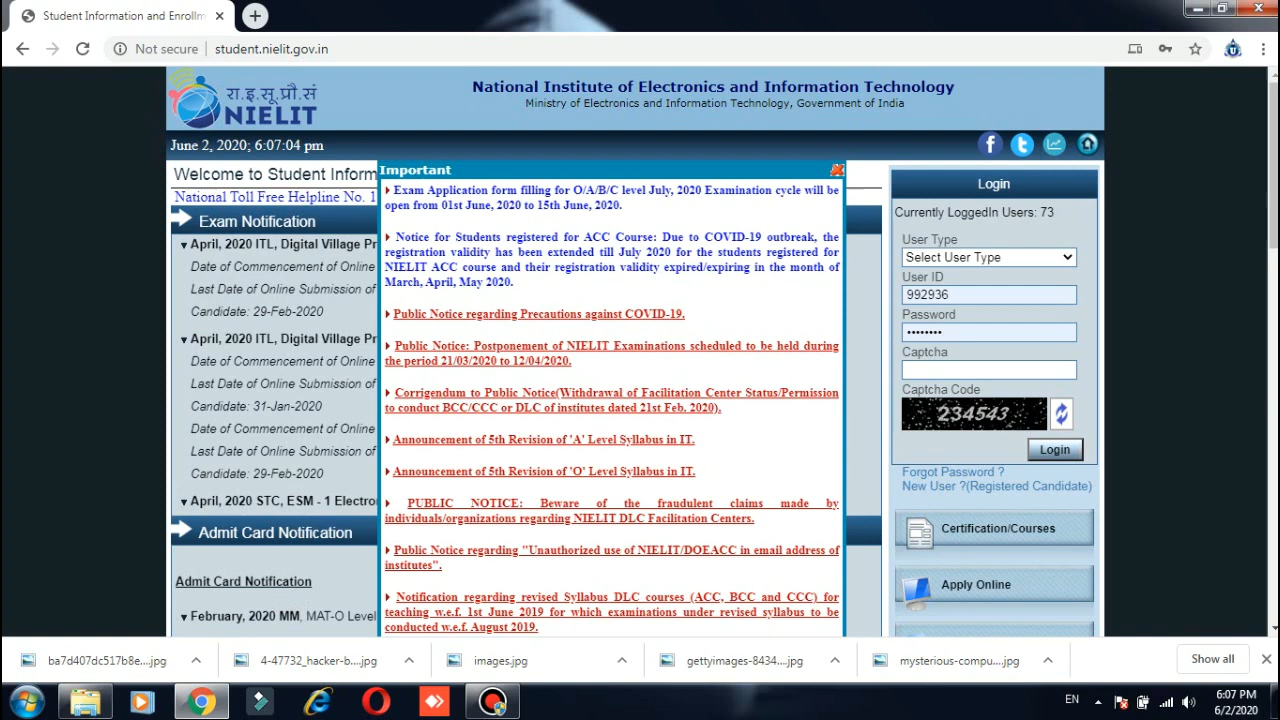 Student Information and Enrollm
Not secure
student.nielit.gov.in
रा.इ.सू.प्रौ.सं
NIELIT
National Institute of Electronics and Information Technology
Ministry of Electronics and Information Technology, Government of India
June 2, 2020; 6:07:04 pm
Welcome to Student Inform
National Toll Free Helpline No. 1
Exam Notification
April, 2020 ITL, Digital Village Pr
Date of Commencement of Online
Last Date of Online Submission of
Candidate: 29-Feb-2020
April, 2020 ITL, Digital Village Pr
Date of Commencement of Online
Last Date of Online Submission of
Candidate: 31-Jan-2020
Date of Commencement of Online
Last Date of Online Submission of
Candidate: 29-Feb-2020
April, 2020 STC, ESM - 1 Electro
Admit Card Notification
Admit Card Notification
February, 2020 MM, MAT-O Level
Important
Exam Application form filling for O/A/B/C level July, 2020 Examination cycle will be
open from 01st June, 2020 to 15th June, 2020.
Notice for Students registered for ACC Course: Due to COVID-19 outbreak, the
registration validity has been extended till July 2020 for the students registered for
NIELIT ACC course and their registration validity expired/expiring in the month of
March, April, May 2020.
Public Notice regarding Precautions against COVID-19.
Public Notice: Postponement of NIELIT Examinations scheduled to be held during
the period 21/03/2020 to 12/04/2020.
Corrigendum to Public Notice(Withdrawal of Facilitation Center Status/Permission
to conduct BCC/CCC or DLC of institutes dated 21st Feb. 2020).
Announcement of 5th Revision of 'A' Level Syllabus in IT.
Announcement of 5th Revision of 'O' Level Syllabus in IT.
PUBLIC NOTICE: Beware of the fraudulent claims made by
individuals/organizations regarding NIELIT DLC Facilitation Centers.
Public Notice regarding "Unauthorized use of NIELIT/DOEACC in email address of
institutes".
Notification regarding revised Syllabus DLC courses (ACC, BCC and CCC) for
teaching w.e.f. 1st June 2019 for which examinations under revised syllabus to be
conducted w.e.f. August 2019.
Login
Currently LoggedIn Users: 73
User Type
Select User Type
User ID
992936
Password
••••••••
Captcha
Captcha Code
234543
Login
Forgot Password ?
New User ?(Registered Candidate)
Certification/Courses
Apply Online
ba7d407dc517b8e....jpg
4-47732_hacker-b....jpg
images.jpg
gettyimages-8434....jpg
mysterious-compu....jpg
Show all
EN
6:07 PM
6/2/2020